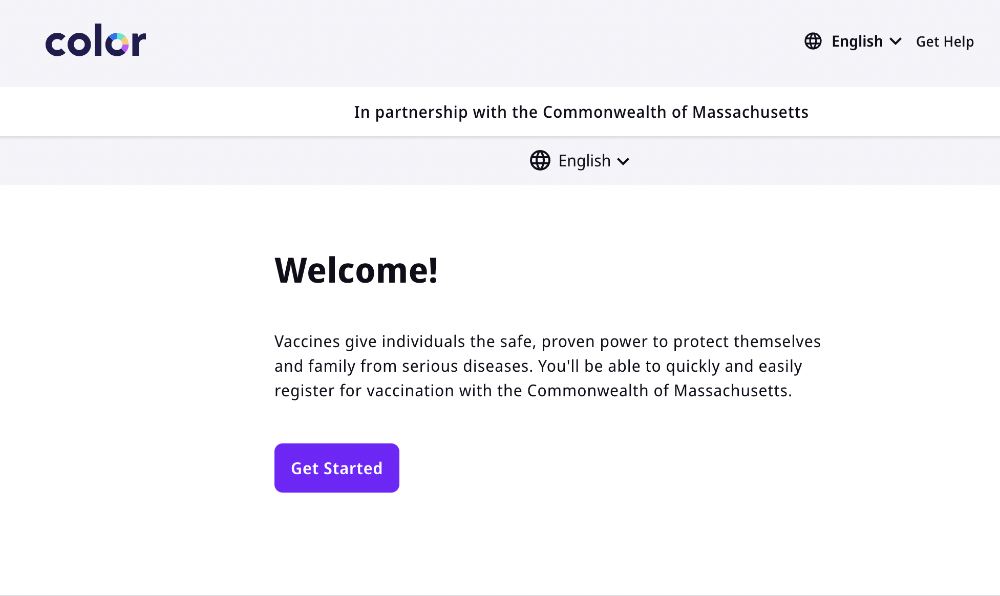 color
English
Get Help
In partnership with the Commonwealth of Massachusetts
English
Welcome!
Vaccines give individuals the safe, proven power to protect themselves
and family from serious diseases. You'll be able to quickly and easily
register for vaccination with the Commonwealth of Massachusetts.
Get Started